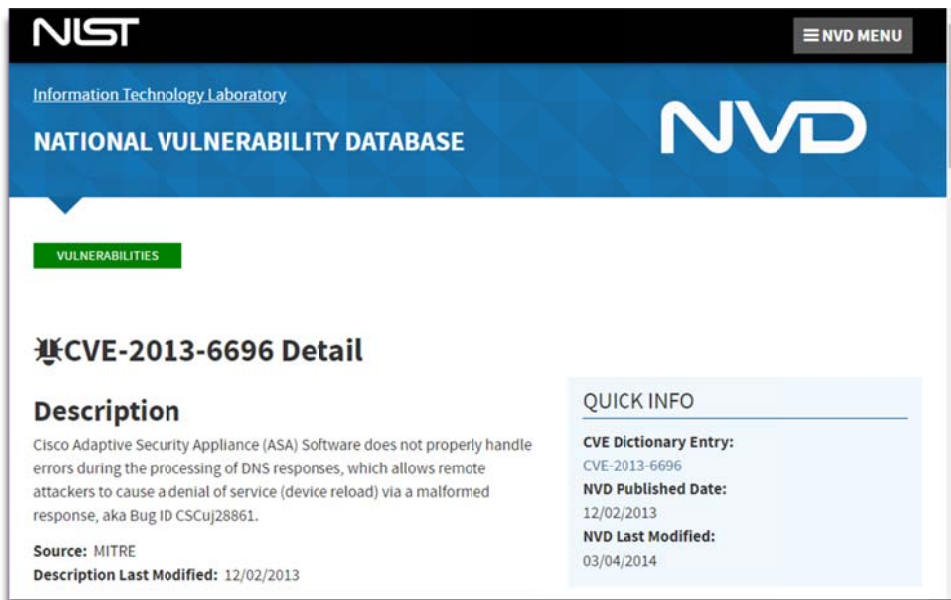 NIST
NVD MENU
Information Technology Laboratory
NATIONAL VULNERABILITY DATABASE
NVD
VULNERABILITIES
CVE-2013-6696 Detail
Description
Cisco Adaptive Security Appliance (ASA) Software does not properly handle
errors during the processing of DNS responses, which allows remote
attackers to cause a denial of service (device reload) via a malformed
response, aka Bug ID CSCuj28861.
Source: MITRE
Description Last Modified: 12/02/2013
QUICK INFO
CVE Dictionary Entry:
CVE-2013-6696
NVD Published Date:
12/02/2013
NVD Last Modified:
03/04/2014